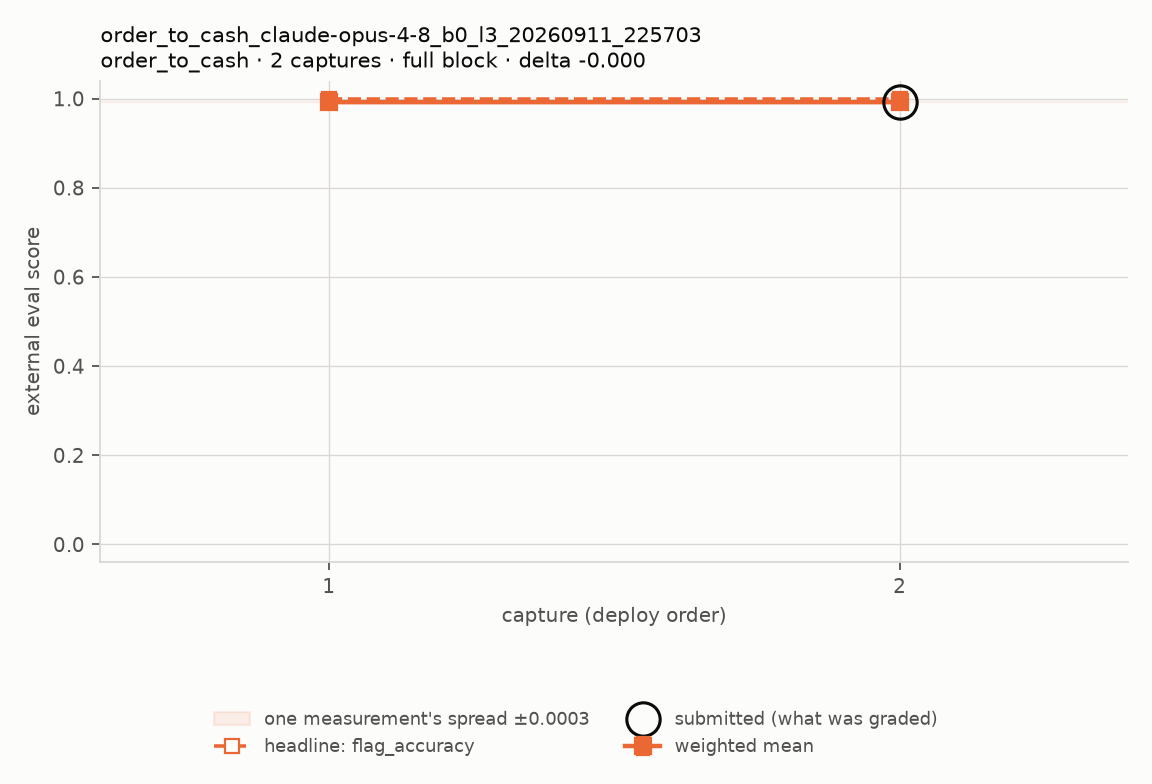 order_to_cash_claude-opus-4-8_b0_l3_20260911_225703
order_to_cash · 2 captures · full block · delta -0.000
1.0
0.8
0.6
0.4
0.2
0.0
external eval score
1
2
capture (deploy order)
one measurement's spread ±0.0003
submitted (what was graded)
headline: flag_accuracy
weighted mean